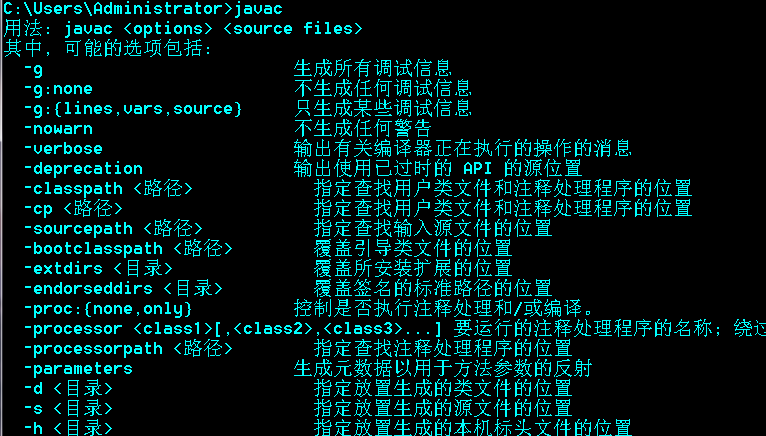 C:\Users\Administrator>javac
用法: javac <options> <source files>
其中, 可能的选项包括:
-g 生成所有调试信息
-g:none 不生成任何调试信息
-g:{lines,vars,source} 只生成某些调试信息
-nowarn 不生成任何警告
-verbose 输出有关编译器正在执行的操作的消息
-deprecation 输出使用已过时的 API 的源位置
-classpath <路径> 指定查找用户类文件和注释处理程序的位置
-cp <路径> 指定查找用户类文件和注释处理程序的位置
-sourcepath <路径> 指定查找输入源文件的位置
-bootclasspath <路径> 覆盖引导类文件的位置
-extdirs <目录> 覆盖所安装扩展的位置
-endorseddirs <目录> 覆盖签名的标准路径的位置
-proc:{none,only} 控制是否执行注释处理和/或编译。
-processor <class1>[,<class2>,<class3>...] 要运行的注释处理程序的名称; 绕过
-processorpath <路径> 指定查找注释处理程序的位置
-parameters 生成元数据以用于方法参数的反射
-d <目录> 指定放置生成的类文件的位置
-s <目录> 指定放置生成的源文件的位置
-h <目录> 指定放置生成的本机标头文件的位置